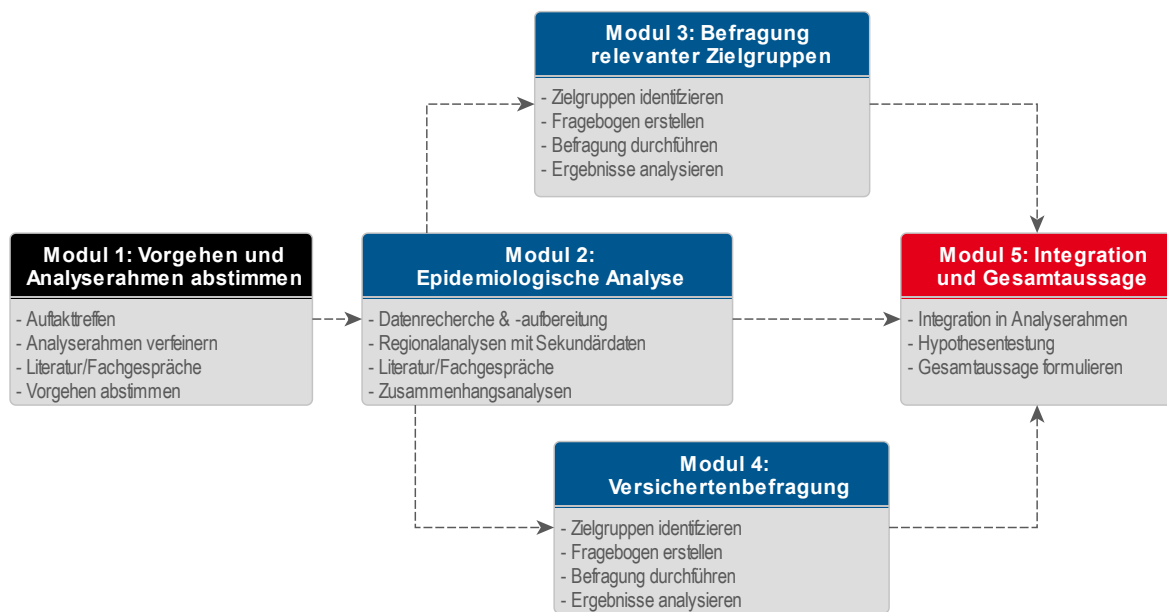 Modul 3: Befragung
relevanter Zielgruppen
- Zielgruppen identifzieren
- Fragebogen erstellen
- Befragung durchführen
- Ergebnisse analysieren
Modul 1: Vorgehen und
Analyserahmen abstimmen
- Auftakttreffen
- Analyserahmen verfeinern
- Literatur/Fachgespräche
- Vorgehen abstimmen
Modul 2:
Epidemiologische Analyse
- Datenrecherche & -aufbereitung
- Regionalanalysen mit Sekundärdaten
- Literatur/Fachgespräche
- Zusammenhangsanalysen
Modul 5: Integration
und Gesamtaussage
- Integration in Analyserahmen
- Hypothesentestung
- Gesamtaussage formulieren
Modul 4:
Versichertenbefragung
- Zielgruppen identifzieren
- Fragebogen erstellen
- Befragung durchführen
- Ergebnisse analysieren